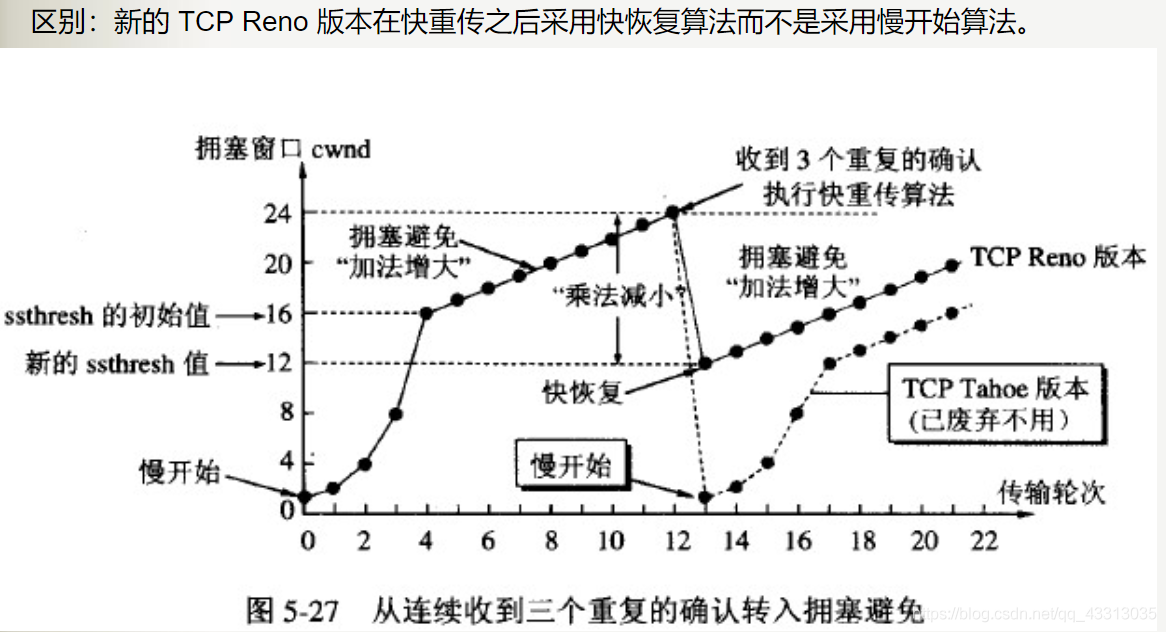 区别：新的 TCP Reno 版本在快重传之后采用快恢复算法而不是采用慢开始算法。
拥塞窗口 cwnd
收到 3 个重复的确认
执行快重传算法
24
拥塞避免
“加法增大”
拥塞避免
“加法增大”
TCP Reno 版本
20
“乘法减小”
ssthresh 的初始值
16
新的 ssthresh 值
12
快恢复
TCP Tahoe 版本
(已废弃不用)
8
慢开始
4
慢开始
传输轮次
0
0 2 4 6 8 10 12 14 16 18 20 22
图 5-27 从连续收到三个重复的确认转入拥塞避免
https://blog.csdn.net/qq_43313035